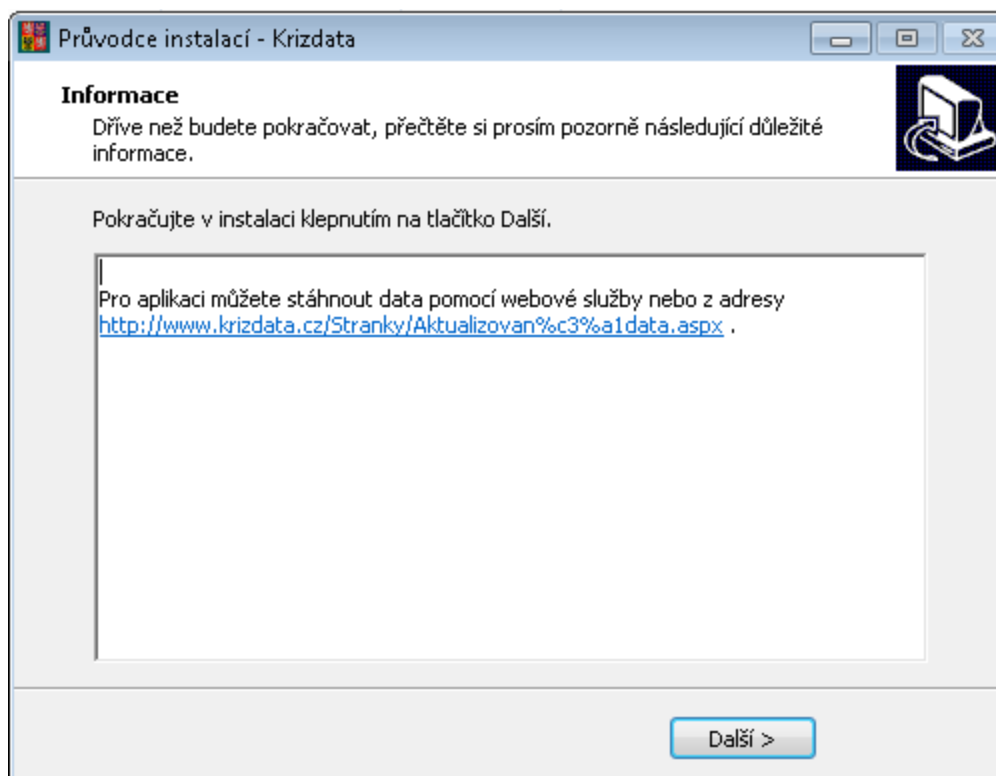 Průvodce instalací - Krizdata
Informace
Dříve než budete pokračovat, přečtěte si prosím pozorně následující důležité
informace.
Pokračujte v instalaci klepnutím na tlačítko Další.
Pro aplikaci můžete stáhnout data pomocí webové služby nebo z adresy
http://www.krizdata.cz/Stranky/Aktualizovan%c3%a1data.aspx .
Další >